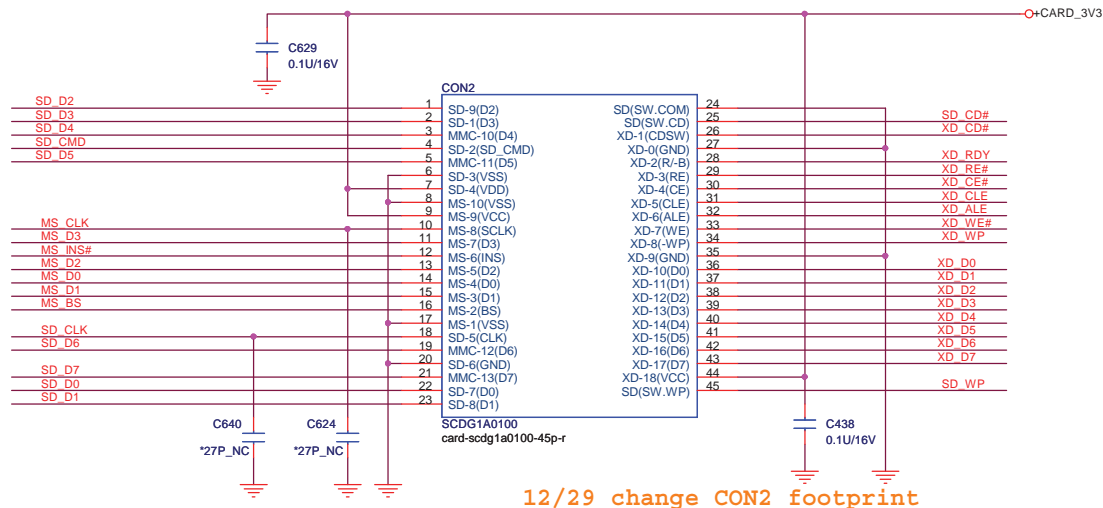 +CARD_3V3
C629
0.1U/16V
CON2
SD_D2 1 SD-9(D2) SD(SW.COM) 24
SD_D3 2 SD-1(D3) SD(SW.CD) 25 SD_CD#
SD_D4 3 MMC-10(D4) XD-1(CDSW) 26 XD_CD#
SD_CMD 4 SD-2(SD_CMD) XD-0(GND) 27
SD_D5 5 MMC-11(D5) XD-2(R/-B) 28 XD_RDY
6 SD-3(VSS) XD-3(RE) 29 XD_RE#
7 SD-4(VDD) XD-4(CE) 30 XD_CE#
8 MS-10(VSS) XD-5(CLE) 31 XD_CLE
9 MS-9(VCC) XD-6(ALE) 32 XD_ALE
MS_CLK 10 MS-8(SCLK) XD-7(WE) 33 XD_WE#
MS_D3 11 MS-7(D3) XD-8(-WP) 34 XD_WP
MS_INS# 12 MS-6(INS) XD-9(GND) 35
MS_D2 13 MS-5(D2) XD-10(D0) 36 XD_D0
MS_D0 14 MS-4(D0) XD-11(D1) 37 XD_D1
MS_D1 15 MS-3(D1) XD-12(D2) 38 XD_D2
MS_BS 16 MS-2(BS) XD-13(D3) 39 XD_D3
17 MS-1(VSS) XD-14(D4) 40 XD_D4
SD_CLK 18 SD-5(CLK) XD-15(D5) 41 XD_D5
SD_D6 19 MMC-12(D6) XD-16(D6) 42 XD_D6
20 SD-6(GND) XD-17(D7) 43 XD_D7
SD_D7 21 MMC-13(D7) XD-18(VCC) 44
SD_D0 22 SD-7(D0) SD(SW.WP) 45 SD_WP
SD_D1 23 SD-8(D1)
SCDG1A0100
card-scdg1a0100-45p-r
C640
*27P_NC
C624
*27P_NC
C438
0.1U/16V
12/29 change CON2 footprint